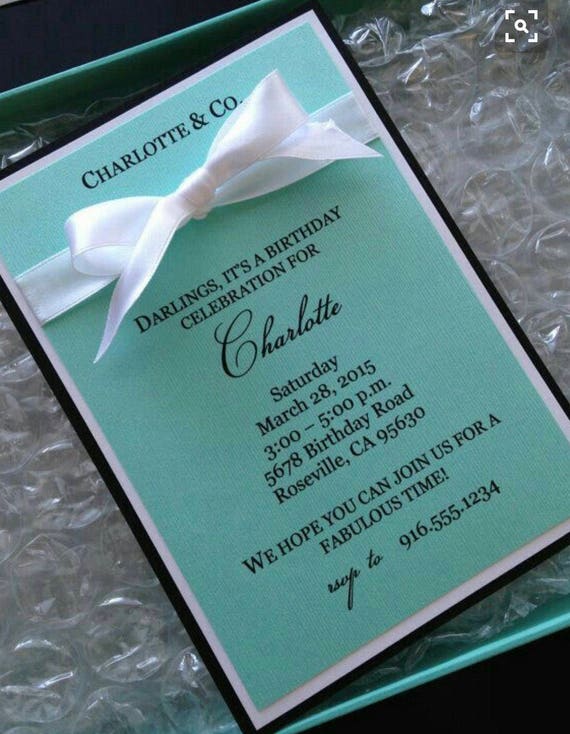 CHARLOTTE & CO.
DARLINGS, IT'S A BIRTHDAY
CELEBRATION FOR
Charlotte
Saturday
March 28, 2015
3:00 – 5:00 p.m.
5678 Birthday Road
Roseville, CA 95630
WE HOPE YOU CAN JOIN US FOR A
FABULOUS TIME!
rsvp to 916.555.1234